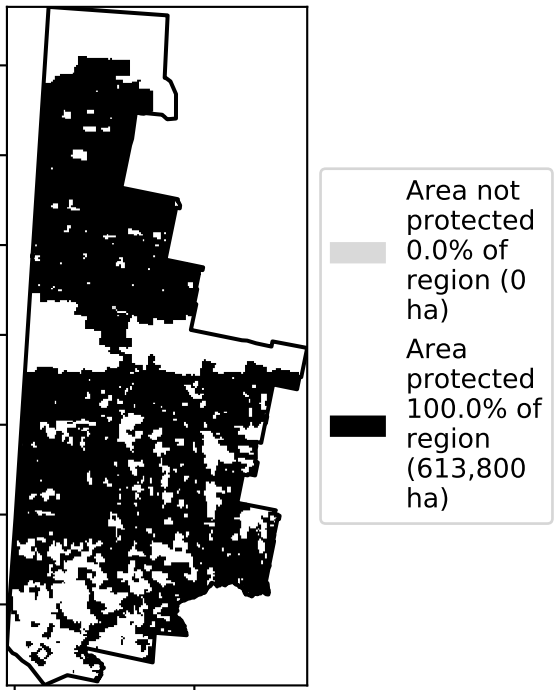 Area not
protected
0.0% of
region (0
ha)
Area
protected
100.0% of
region
(613,800
ha)